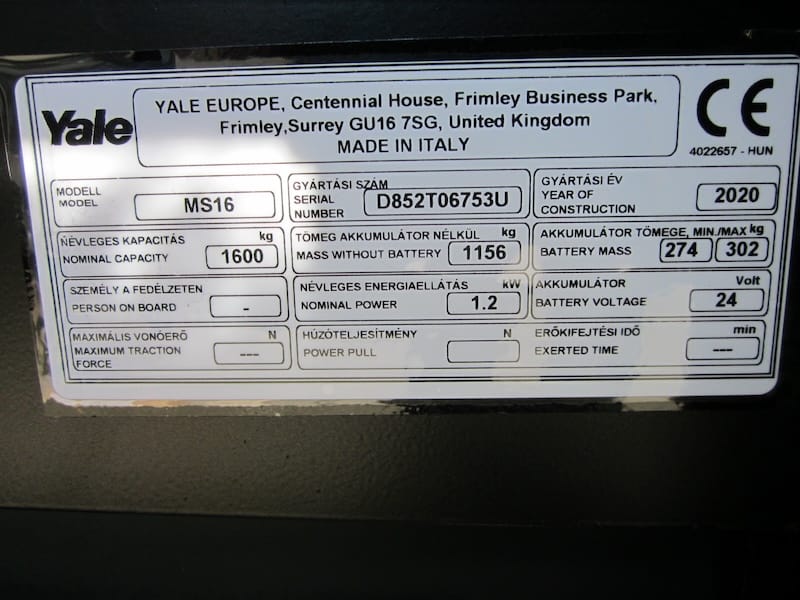 Yale
YALE EUROPE, Centennial House, Frimley Business Park,
Frimley,Surrey GU16 7SG, United Kingdom
MADE IN ITALY
CE
4022657 - HUN
MODELL
MODEL
MS16
GYÁRTÁSI SZÁM
SERIAL
NUMBER
D852T06753U
GYÁRTÁSI ÉV
YEAR OF
CONSTRUCTION
2020
NÉVLEGES KAPACITÁS kg
NOMINAL CAPACITY 1600
TÖMEG AKKUMULÁTOR NÉLKÜL kg
MASS WITHOUT BATTERY 1156
AKKUMULÁTOR TÖMEGE, MIN./MAX kg
BATTERY MASS 274 302
SZEMÉLY A FEDÉLZETEN
PERSON ON BOARD -
NÉVLEGES ENERGIAELLÁTÁS kW
NOMINAL POWER 1.2
AKKUMULÁTOR Volt
BATTERY VOLTAGE 24
MAXIMÁLIS VONÓERŐ N
MAXIMUM TRACTION
FORCE
---
HÚZÓTELJESÍTMÉNY N
POWER PULL
ERŐKIFEJTÉSI IDŐ min
EXERTED TIME ---